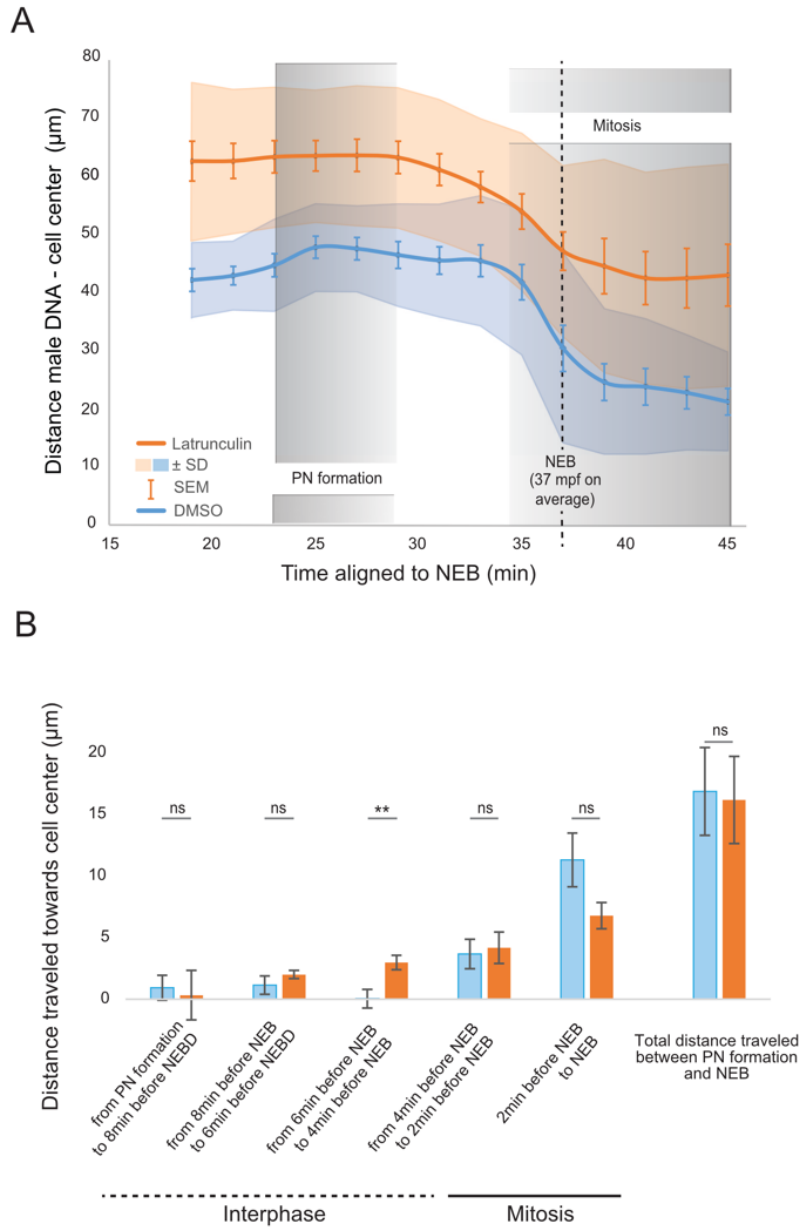 A
80
70
60
50
40
30
20
10
0
Distance male DNA - cell center (µm)
Mitosis
Latrunculin
± SD
SEM
DMSO
PN formation
NEB
(37 mpf on
average)
15
20
25
30
35
40
45
Time aligned to NEB (min)
B
Distance traveled towards cell center (µm)
20
15
10
5
0
ns
ns
**
ns
ns
ns
from PN formation
to 8min before NEBD
from 8min before NEB
to 6min before NEBD
from 6min before NEB
to 4min before NEB
from 4min before NEB
to 2min before NEB
2min before NEB
to NEB
Total distance traveled
between PN formation
and NEB
Interphase
Mitosis